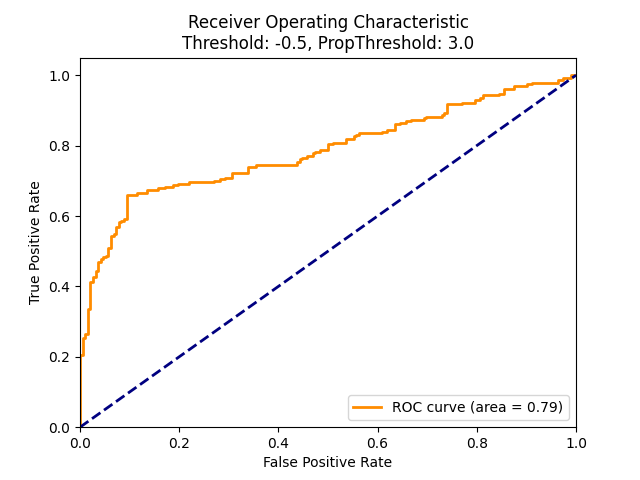 Receiver Operating Characteristic
Threshold: -0.5, PropThreshold: 3.0
1.0
0.8
0.6
0.4
0.2
0.0
True Positive Rate
ROC curve (area = 0.79)
0.0 0.2 0.4 0.6 0.8 1.0
False Positive Rate